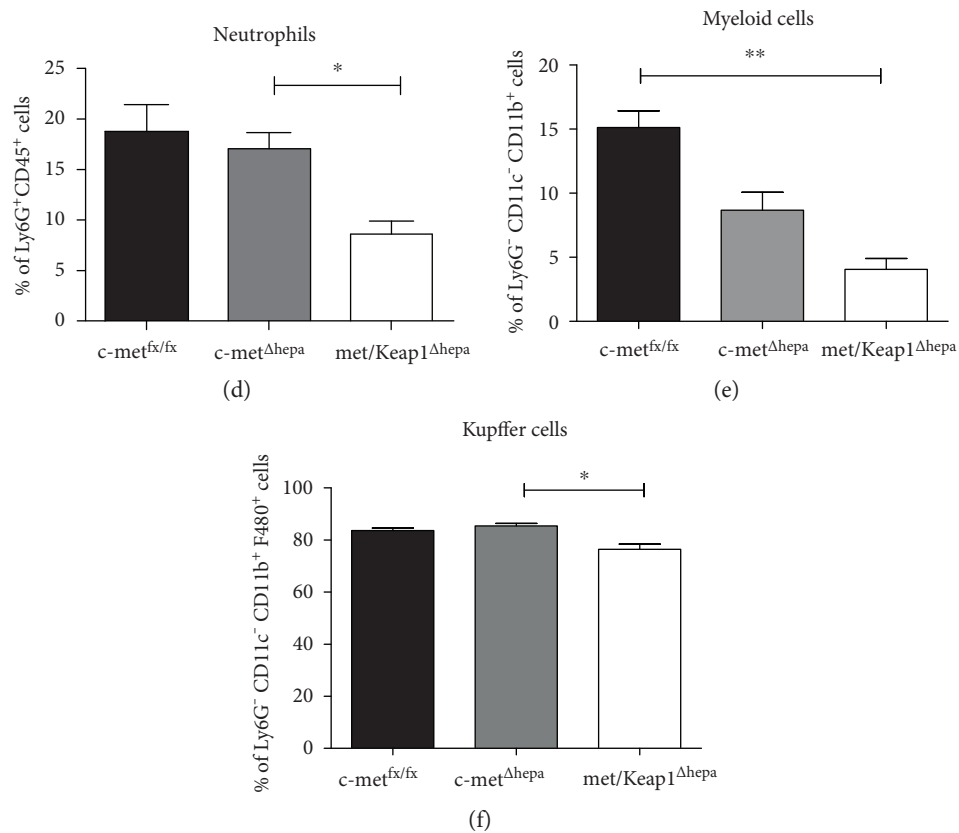 Neutrophils
*
% of Ly6G⁺CD45⁺ cells
25
20
15
10
5
0
c-met^fx/fx
c-met^Δhepa
met/Keap1^Δhepa
(d)
Myeloid cells
**
% of Ly6G⁻ CD11c⁻ CD11b⁺ cells
20
15
10
5
0
c-met^fx/fx
c-met^Δhepa
met/Keap1^Δhepa
(e)
Kupffer cells
*
% of Ly6G⁻ CD11c⁻ CD11b⁺ F480⁺ cells
100
80
60
40
20
0
c-met^fx/fx
c-met^Δhepa
met/Keap1^Δhepa
(f)